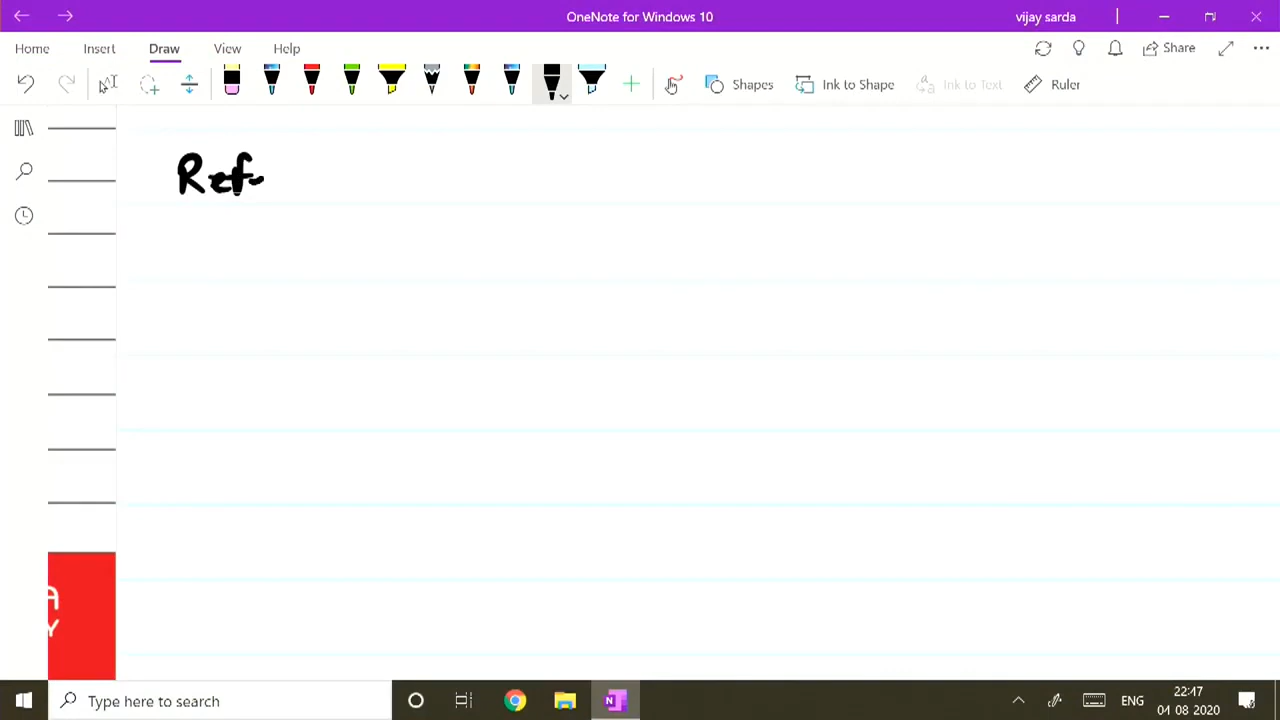 OneNote for Windows 10
vijay sarda
Home Insert Draw View Help
Share
Shapes Ink to Shape Ink to Text Ruler
Ref-
A
Y
Type here to search
ENG
22:47
04-08-2020